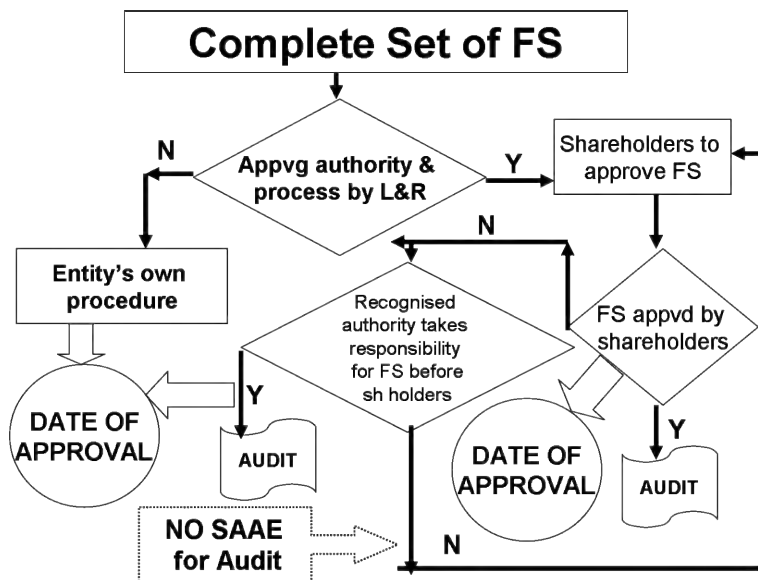 Complete Set of FS
N
Appvg authority &
process by L&R
Y
Shareholders to
approve FS
N
Entity's own
procedure
Recognised
authority takes
responsibility
for FS before
sh holders
FS appvd by
shareholders
Y
DATE OF
APPROVAL
AUDIT
DATE OF
APPROVAL
Y
AUDIT
NO SAAE
for Audit
N